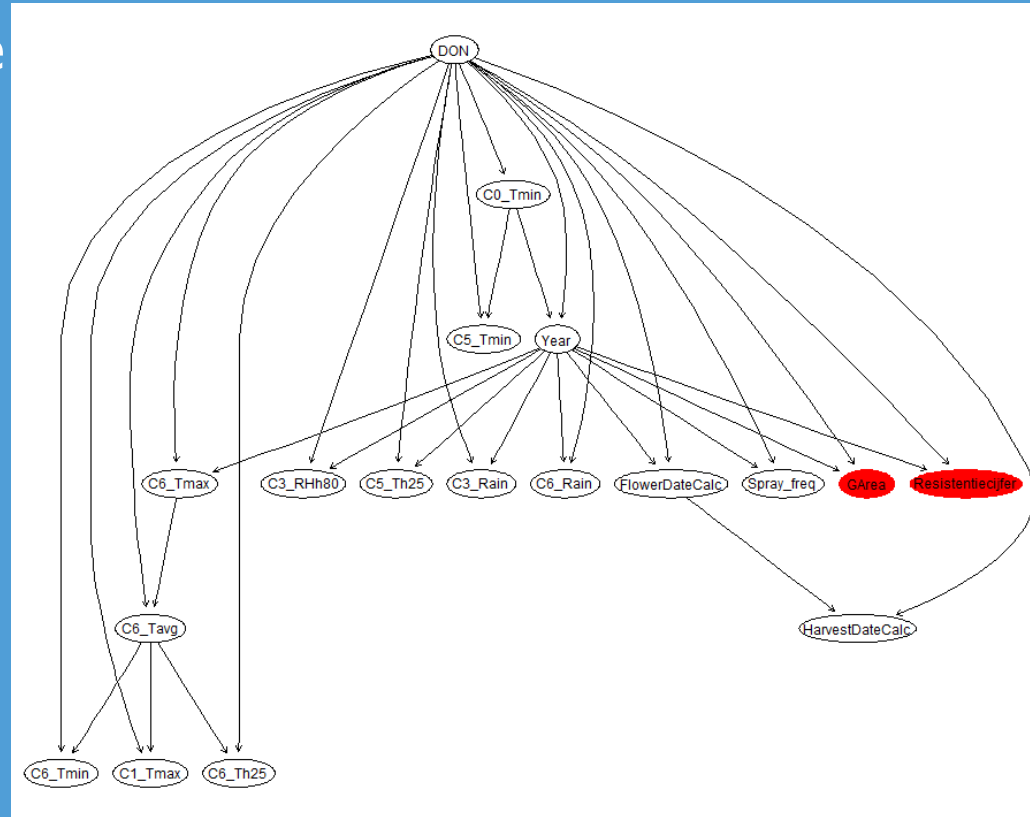 e
DON
C0_Tmin
C5_Tmin Year
C6_Tmax C3_RHh80 C5_Th25 C3_Rain C6_Rain FlowerDateCalc Spray_freq GArea Resistentiecijfer
C6_Tavg HarvestDateCalc
C6_Tmin C1_Tmax C6_Th25